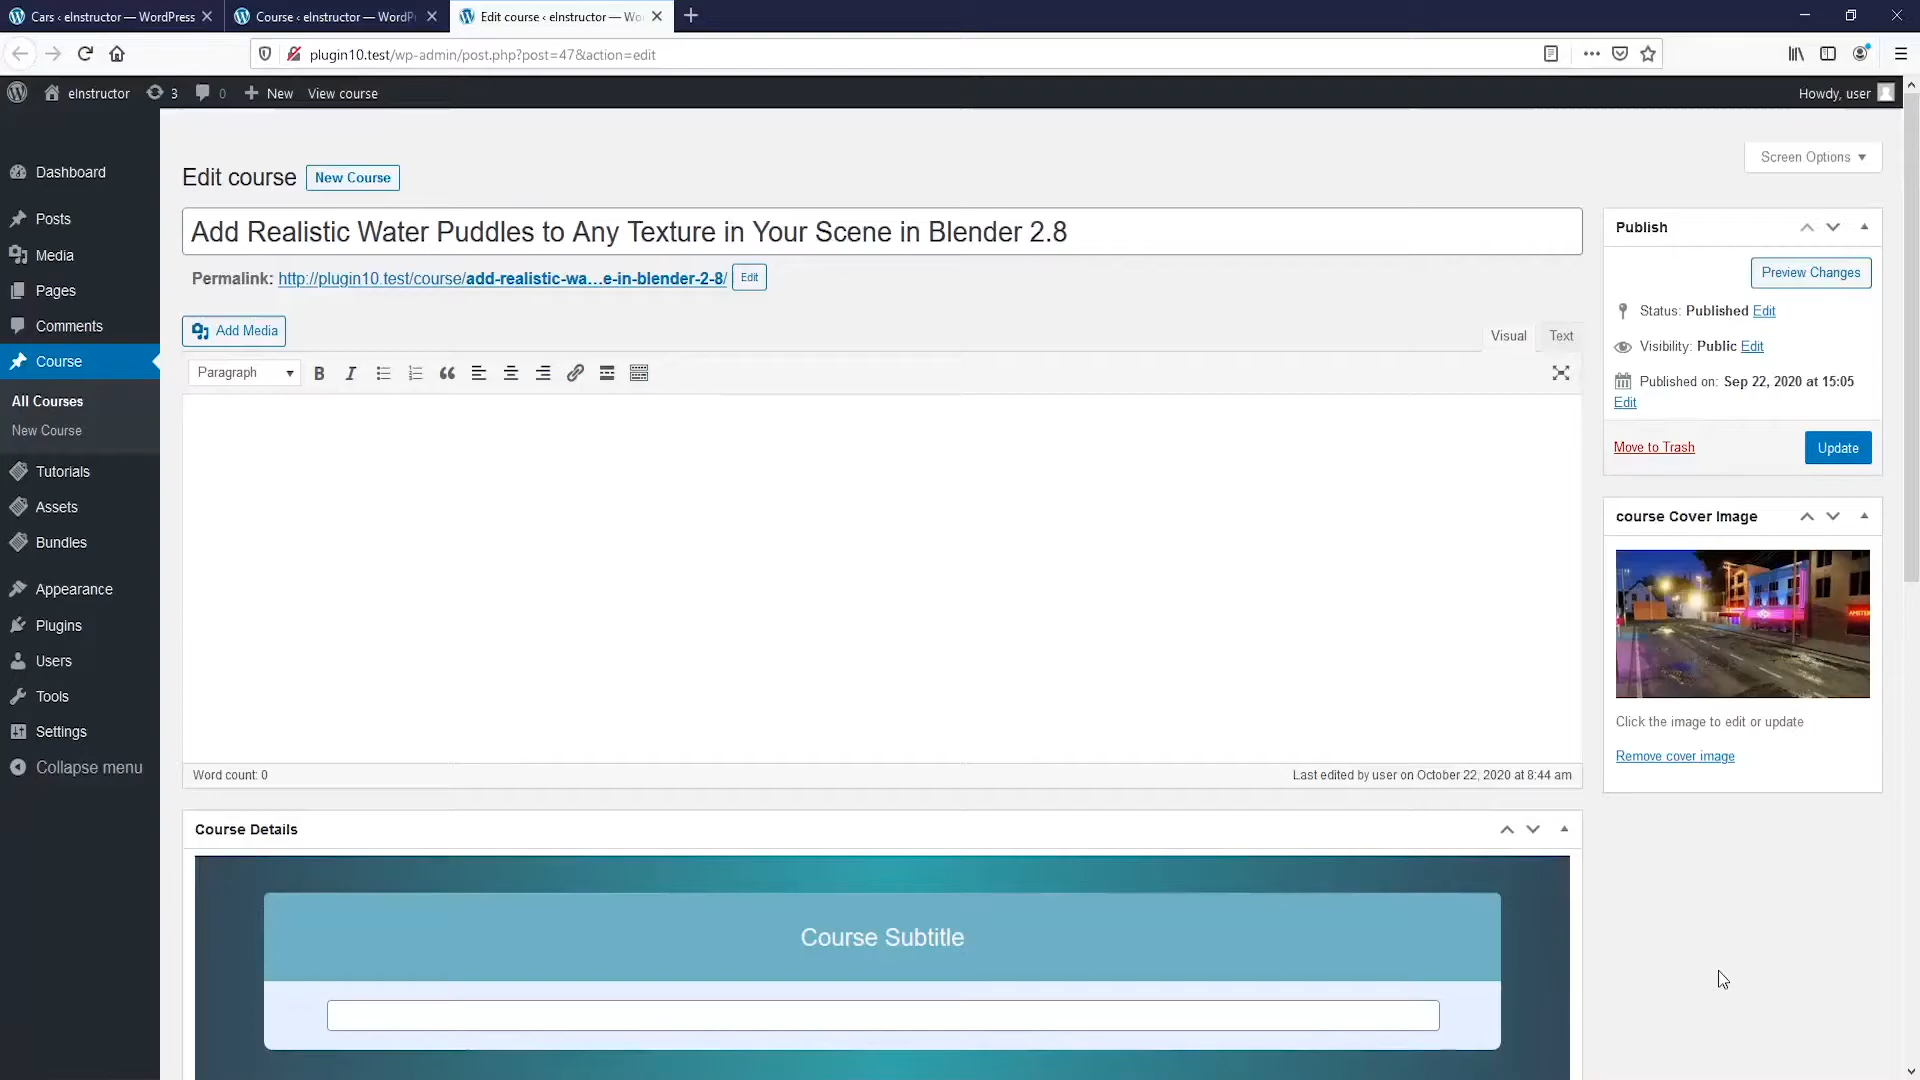 Cars ‹ eInstructor — WordPress
Course ‹ eInstructor — WordP
Edit course ‹ eInstructor — Wo
plugin10.test/wp-admin/post.php?post=47&action=edit
eInstructor
3
0
New
View course
Howdy, user
Screen Options
Dashboard
Posts
Media
Pages
Comments
Course
All Courses
New Course
Tutorials
Assets
Bundles
Appearance
Plugins
Users
Tools
Settings
Collapse menu
Edit course
New Course
Add Realistic Water Puddles to Any Texture in Your Scene in Blender 2.8
Permalink: http://plugin10.test/course/add-realistic-wa…e-in-blender-2-8/ Edit
Add Media
Visual
Text
Paragraph
B
I
Word count: 0
Last edited by user on October 22, 2020 at 8:44 am
Course Details
Course Subtitle
Publish
Preview Changes
Status: Published Edit
Visibility: Public Edit
Published on: Sep 22, 2020 at 15:05
Edit
Move to Trash
Update
course Cover Image
Click the image to edit or update
Remove cover image